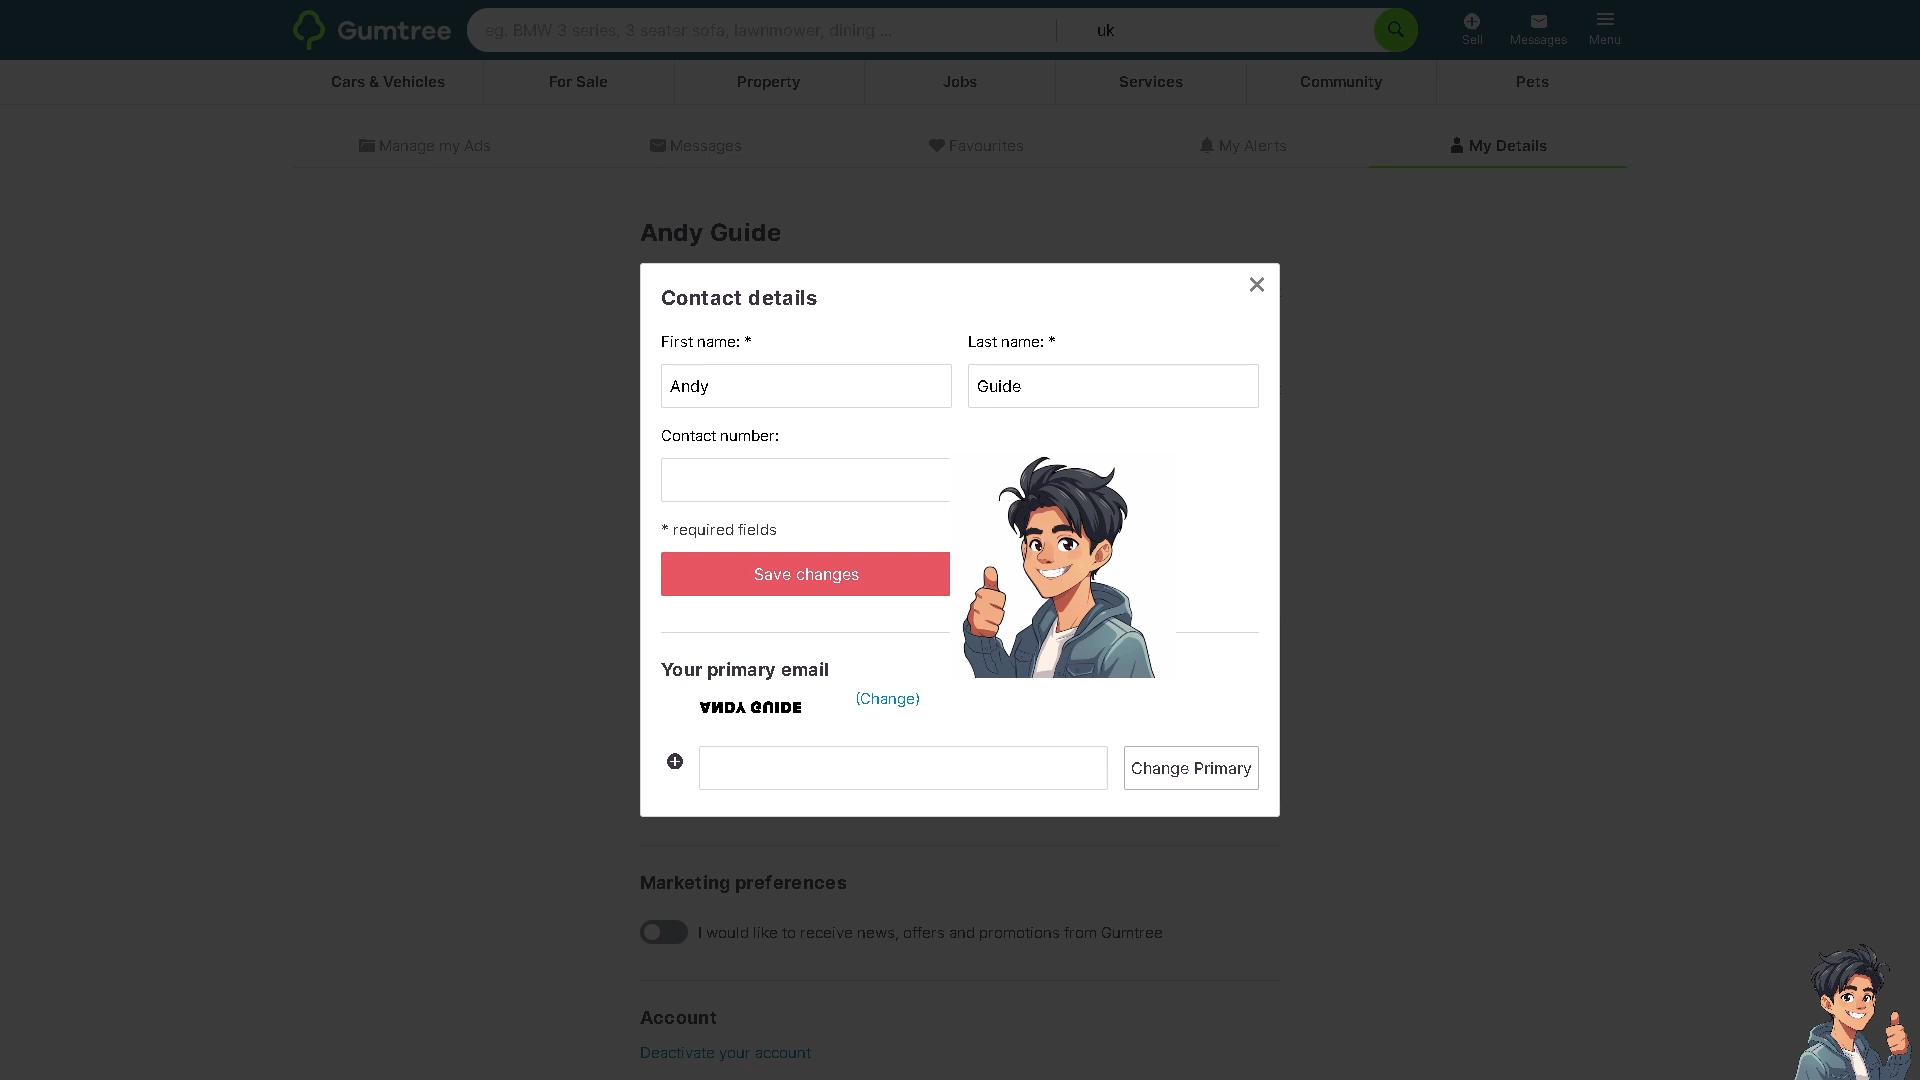 Gumtree
eg. BMW 3 series, 3 seater sofa, lawnmower, dining ...
uk
Sell
Messages
Menu
Cars & Vehicles
For Sale
Property
Jobs
Services
Community
Pets
Manage my Ads
Messages
Favourites
My Alerts
My Details
Andy Guide
Contact details
First name: *
Last name: *
Andy
Guide
Contact number:
* required fields
Save changes
Your primary email
ANDY GUIDE
(Change)
Change Primary
Marketing preferences
I would like to receive news, offers and promotions from Gumtree
Account
Deactivate your account